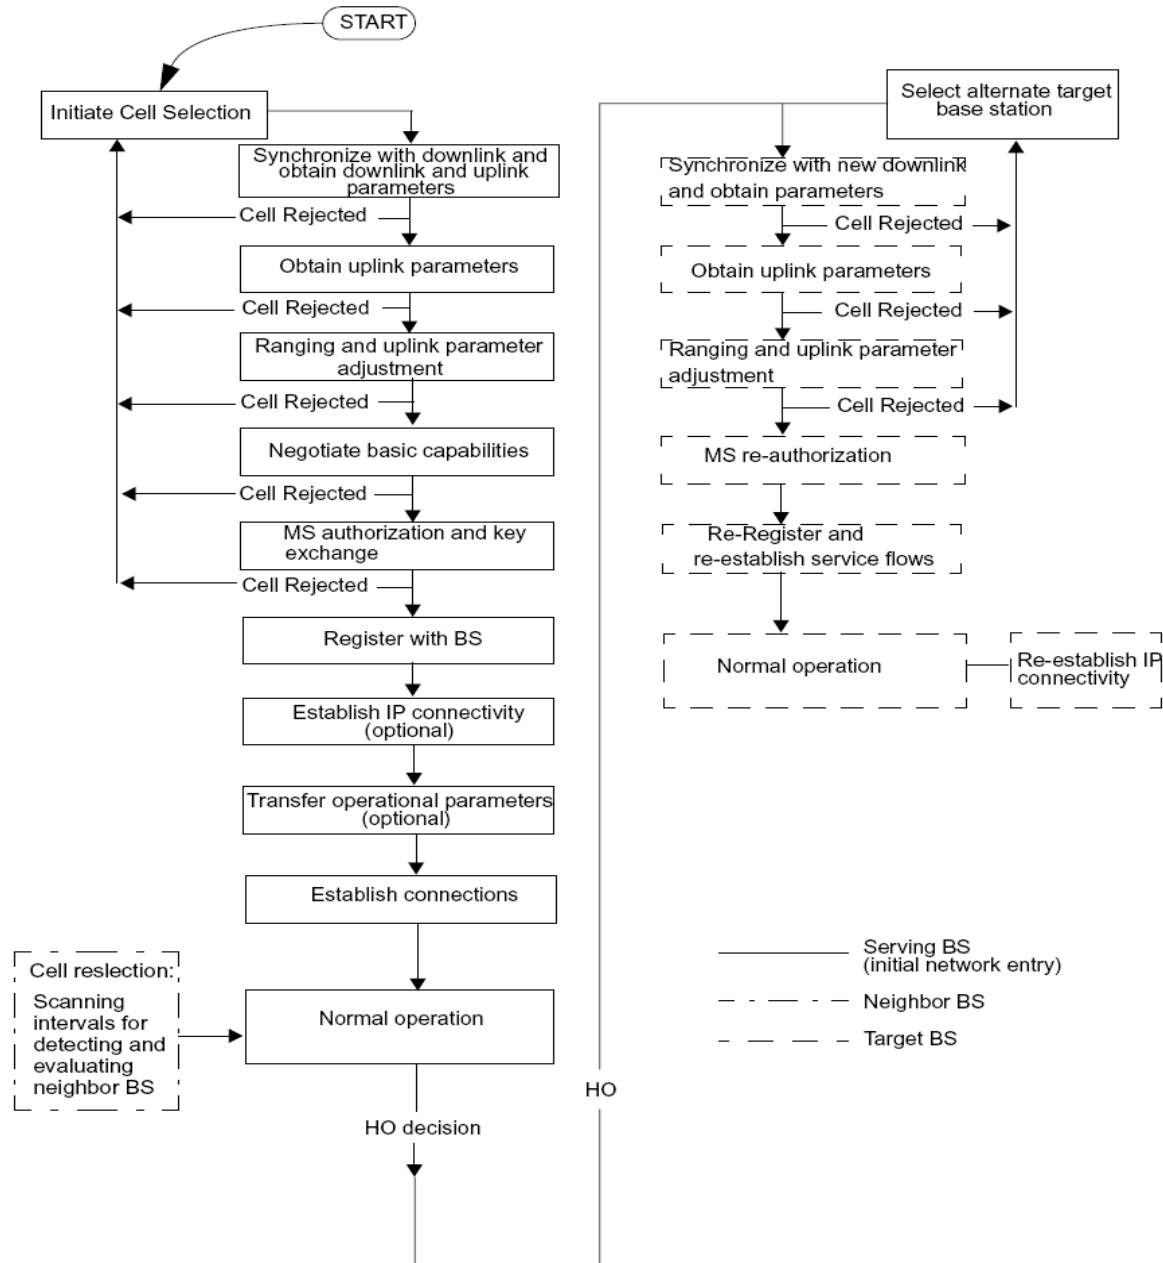 START
Initiate Cell Selection
Synchronize with downlink and
obtain downlink and uplink
parameters
Cell Rejected
Obtain uplink parameters
Cell Rejected
Ranging and uplink parameter
adjustment
Cell Rejected
Negotiate basic capabilities
Cell Rejected
MS authorization and key
exchange
Cell Rejected
Register with BS
Establish IP connectivity
(optional)
Transfer operational parameters
(optional)
Establish connections
Cell reslection:
Scanning
intervals for
detecting and
evaluating
neighbor BS
Normal operation
HO decision
HO
Select alternate target
base station
Synchronize with new downlink
and obtain parameters
Cell Rejected
Obtain uplink parameters
Cell Rejected
Ranging and uplink parameter
adjustment
Cell Rejected
MS re-authorization
Re-Register and
re-establish service flows
Normal operation
Re-establish IP
connectivity
Serving BS
(initial network entry)
Neighbor BS
Target BS